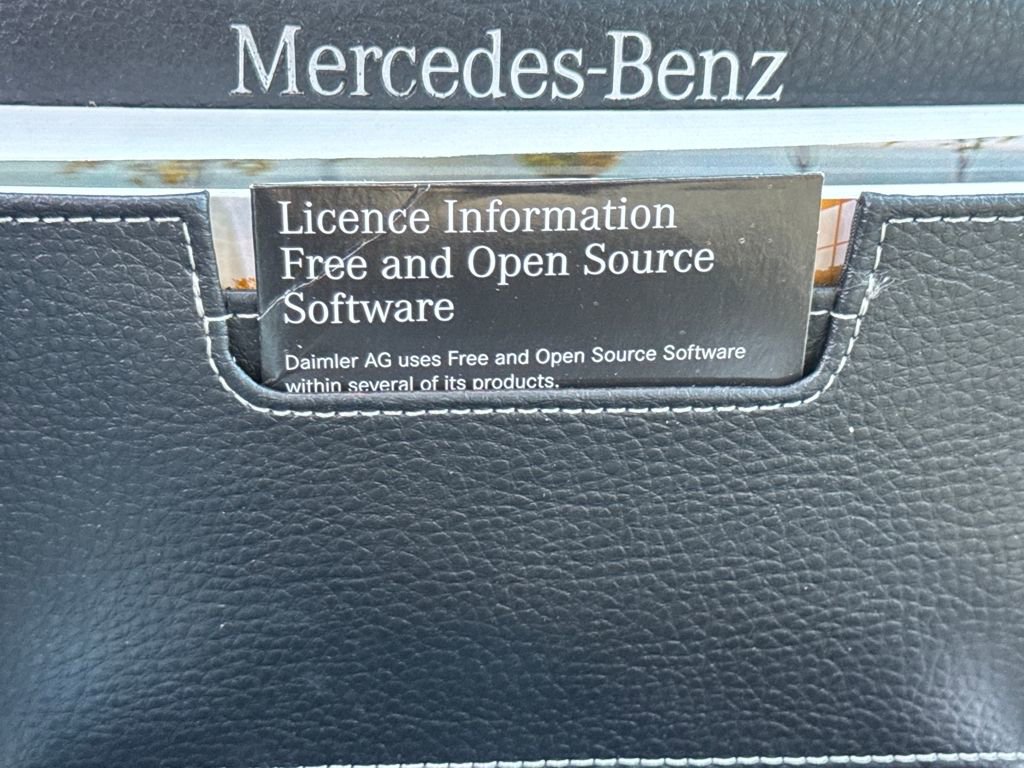 Mercedes-Benz
Licence Information
Free and Open Source
Software
Daimler AG uses Free and Open Source Software
within several of its products.